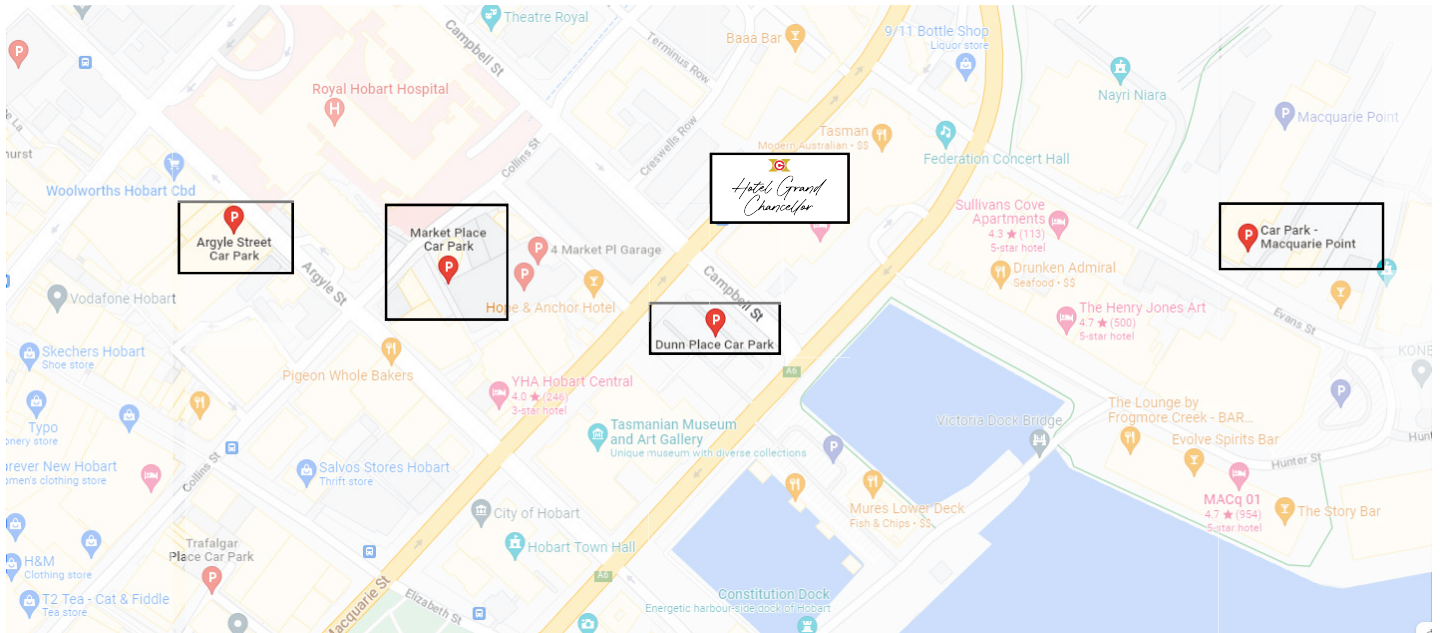 Theatre Royal
Campbell St
Terminus Row
Baaa Bar
9/11 Bottle Shop
Liquor store
Nayri Niara
Macquarie Point
Royal Hobart Hospital
Collins St
Creswells Row
Tasman
Modern Australian • $$
Federation Concert Hall
hurst
Woolworths Hobart Cbd
Hotel Grand
Chancellor
Argyle Street
Car Park
Market Place
Car Park
4 Market Pl Garage
Sullivans Cove
Apartments
4.3 ★ (113)
5-star hotel
Car Park -
Macquarie Point
Argyle St
Vodafone Hobart
Hope & Anchor Hotel
Campbell St
Drunken Admiral
Seafood • $$
Dunn Place Car Park
The Henry Jones Art
4.7 ★ (500)
5-star hotel
Evans St
Skechers Hobart
Shoe store
Pigeon Whole Bakers
A6
KONE
YHA Hobart Central
4.0 ★ (246)
3-star hotel
Typo
onery store
Tasmanian Museum
and Art Gallery
Unique museum with diverse collections
Victoria Dock Bridge
The Lounge by
Frogmore Creek - BAR...
Evolve Spirits Bar
Hunter St
Hunt
rever New Hobart
men's clothing store
Collins St
Salvos Stores Hobart
Thrift store
Mures Lower Deck
Fish & Chips • $$
MACq 01
4.7 ★ (954)
5-star hotel
The Story Bar
City of Hobart
Hobart Town Hall
Trafalgar
Place Car Park
H&M
Clothing store
A6
T2 Tea - Cat & Fiddle
Tea store
Macquarie St
Elizabeth St
Constitution Dock
Energetic harbour-side dock of Hobart